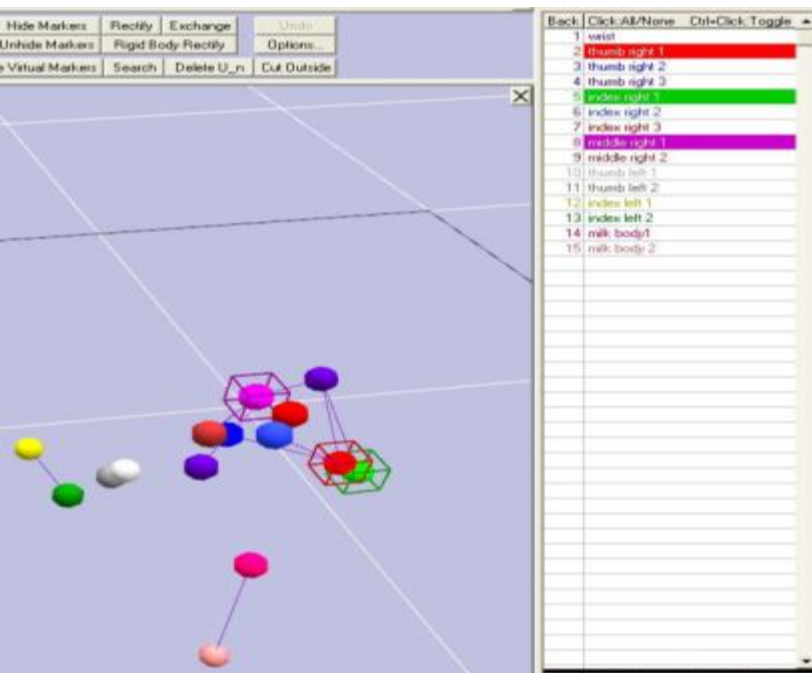 Hide Markers Rectify Exchange Undo
Unhide Markers Rigid Body Rectify Options...
e Virtual Markers Search Delete U_n Cut Outside
Back Click:All/None Ctrl+Click:Toggle
1 wrist
2 thumb right 1
3 thumb right 2
4 thumb right 3
5 index right 1
6 index right 2
7 index right 3
8 middle right 1
9 middle right 2
10 thumb left 1
11 thumb left 2
12 index left 1
13 index left 2
14 milk body1
15 milk body 2